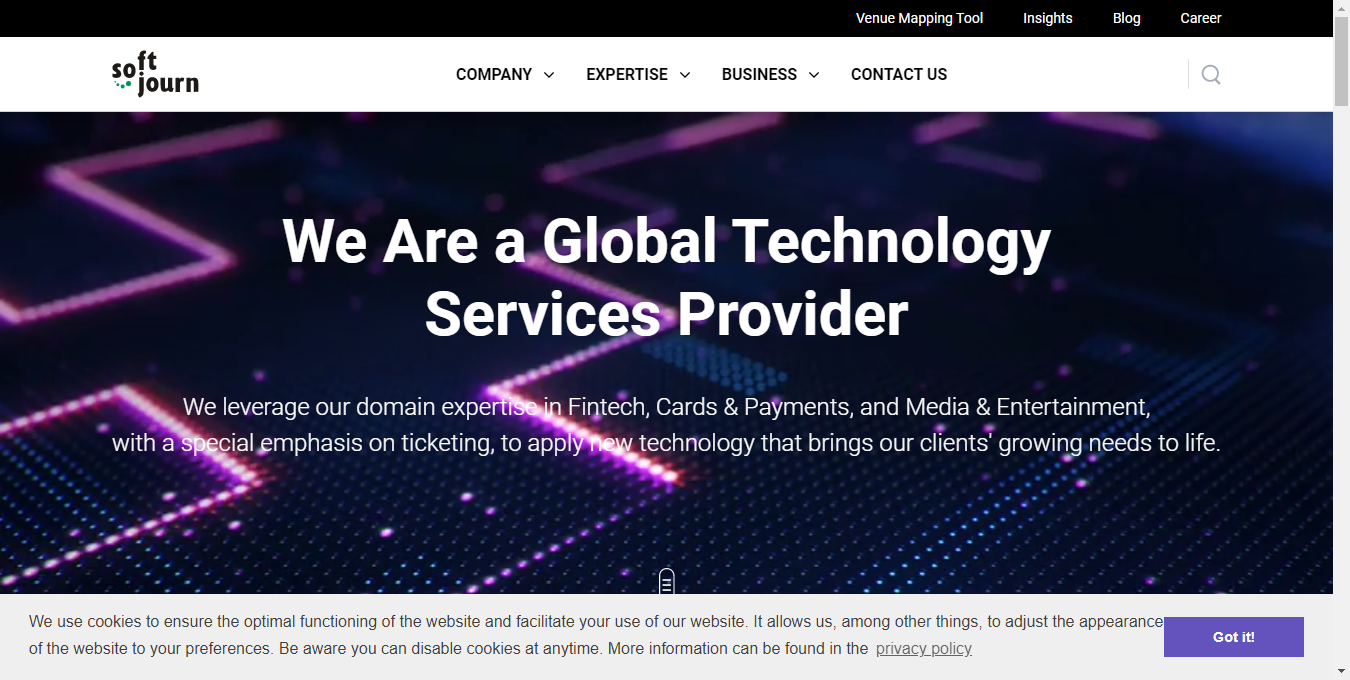 Venue Mapping Tool Insights Blog Career
soft
journ
COMPANY EXPERTISE BUSINESS CONTACT US
We Are a Global Technology
Services Provider
We leverage our domain expertise in Fintech, Cards & Payments, and Media & Entertainment,
with a special emphasis on ticketing, to apply new technology that brings our clients' growing needs to life.
We use cookies to ensure the optimal functioning of the website and facilitate your use of our website. It allows us, among other things, to adjust the appearance
of the website to your preferences. Be aware you can disable cookies at anytime. More information can be found in the privacy policy
Got it!